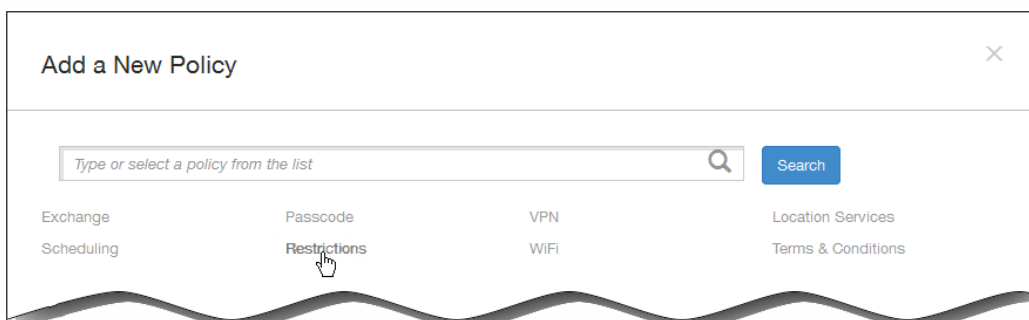 Add a New Policy
Type or select a policy from the list
Search
Exchange Passcode VPN Location Services
Scheduling Restrictions WiFi Terms & Conditions